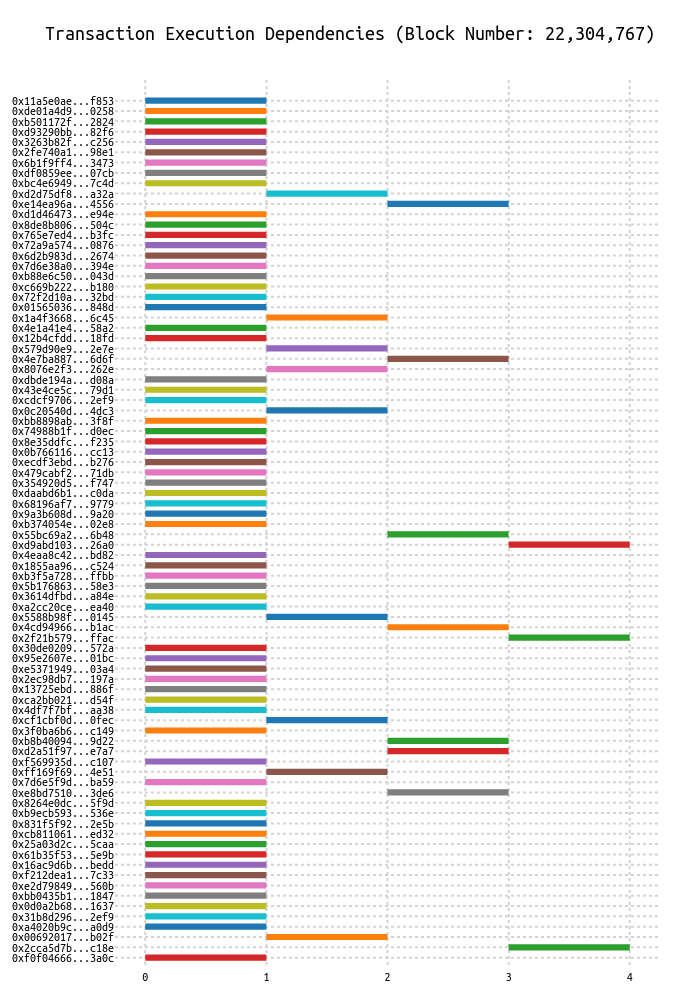 Transaction Execution Dependencies (Block Number: 22,304,767)
0x11a5e0ae...f853
0xde01a4d9...0258
0xb501172f...2824
0xd93290bb...82f6
0x3263b82f...c256
0x2fe740a1...98e1
0x6b1f9ff4...3473
0xdf0859ee...07cb
0xbc4e6949...7c4d
0xd2d75df8...a32a
0xe14ea96a...4556
0xd1d46473...e94e
0x8de8b806...504c
0x765e7ed4...b3fc
0x72a9a574...0876
0x6d2b983d...2674
0x7d6e38a0...394e
0xb88e6c50...043d
0xc669b222...b180
0x72f2d10a...32bd
0x01565036...848d
0x1a4f3668...6c45
0x4e1a41e4...58a2
0x12b4cfdd...18fd
0x579d90e9...2e7e
0x4e7ba887...6d6f
0x8076e2f3...262e
0xdbde194a...d08a
0x43e4ce5c...79d1
0xcdcf9706...2ef9
0x0c20540d...4dc3
0xbb8898ab...3f8f
0x74988b1f...d0ec
0x8e35ddfc...f235
0x0b766116...cc13
0xecdf3ebd...b276
0x479cabf2...71db
0x354920d5...f747
0xdaabd6b1...c0da
0x68196af7...9779
0x9a3b608d...9a20
0xb374054e...02e8
0x55bc69a2...6b48
0xd9abd103...26a0
0x4eaa8c42...bd82
0x1855aa96...c524
0xb3f5a728...ffbb
0x5b176863...58e3
0x3614dfbd...a84e
0xa2cc20ce...ea40
0x5588b98f...0145
0x4cd94966...b1ac
0x2f21b579...ffac
0x30de0209...572a
0x95e2607e...01bc
0xe5371949...03a4
0x2ec98db7...197a
0x13725ebd...886f
0xca2bb021...d54f
0x4df7f7bf...aa38
0xcf1cbf0d...0fec
0x3f0ba6b6...c149
0xb8b40094...9d22
0xd2a51f97...e7a7
0xf569935d...c107
0xff169f69...4e51
0x7d6e5f9d...ba59
0xe8bd7510...3de6
0x8264e0dc...5f9d
0xb9ecb593...536e
0x831f5f92...2e5b
0xcb811061...ed32
0x25a03d2c...5caa
0x61b35f53...5e9b
0x16ac9d6b...bedd
0xf212dea1...7c33
0xe2d79849...560b
0xbb0435b1...1847
0x0d0a2b68...1637
0x31b8d296...2ef9
0xa4020b9c...a0d9
0x00692017...b02f
0x2cca5d7b...c18e
0xf0f04666...3a0c
0 1 2 3 4